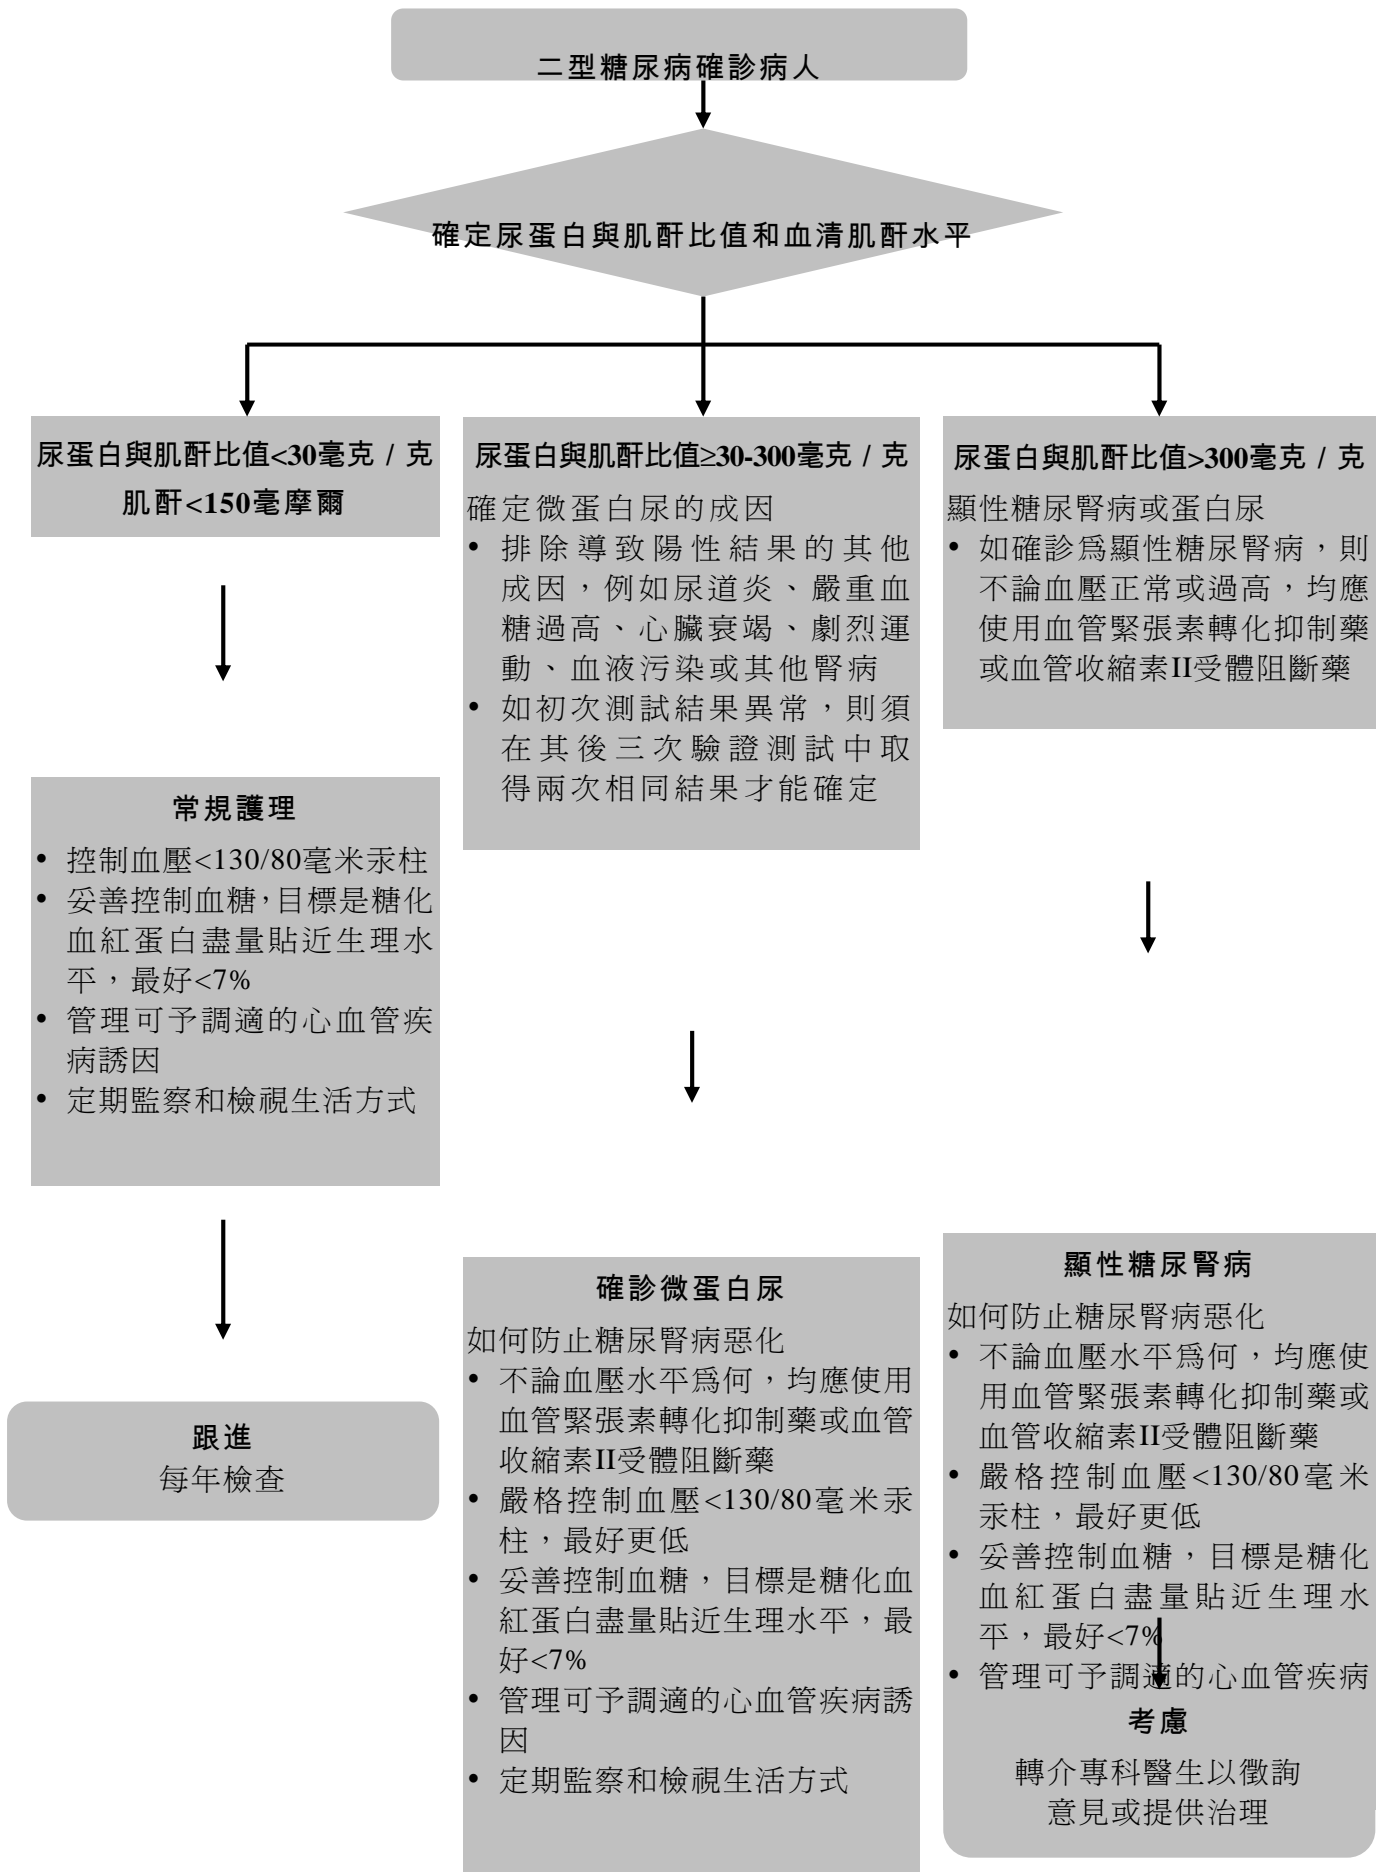 二型糖尿病確診病人
確定尿蛋白與肌酐比值和血清肌酐水平
尿蛋白與肌酐比值<30毫克 / 克
肌酐<150毫摩爾
尿蛋白與肌酐比值≥30-300毫克 / 克
確定微蛋白尿的成因
• 排除導致陽性結果的其他
成因，例如尿道炎、嚴重血
糖過高、心臟衰竭、劇烈運
動、血液污染或其他腎病
• 如初次測試結果異常，則須
在其後三次驗證測試中取
得兩次相同結果才能確定
尿蛋白與肌酐比值>300毫克 / 克
顯性糖尿腎病或蛋白尿
• 如確診爲顯性糖尿腎病，則
不論血壓正常或過高，均應
使用血管緊張素轉化抑制藥
或血管收縮素II受體阻斷藥
常規護理
• 控制血壓<130/80毫米汞柱
• 妥善控制血糖，目標是糖化
血紅蛋白盡量貼近生理水
平，最好<7%
• 管理可予調適的心血管疾
病誘因
• 定期監察和檢視生活方式
跟進
每年檢查
確診微蛋白尿
如何防止糖尿腎病惡化
• 不論血壓水平爲何，均應使用
血管緊張素轉化抑制藥或血管
收縮素II受體阻斷藥
• 嚴格控制血壓<130/80毫米汞
柱，最好更低
• 妥善控制血糖，目標是糖化血
紅蛋白盡量貼近生理水平，最
好<7%
• 管理可予調適的心血管疾病誘
因
• 定期監察和檢視生活方式
顯性糖尿腎病
如何防止糖尿腎病惡化
• 不論血壓水平爲何，均應使
用血管緊張素轉化抑制藥或
血管收縮素II受體阻斷藥
• 嚴格控制血壓<130/80毫米
汞柱，最好更低
• 妥善控制血糖，目標是糖化
血紅蛋白盡量貼近生理水
平，最好<7%
• 管理可予調適的心血管疾病
考慮
轉介專科醫生以徵詢
意見或提供治理